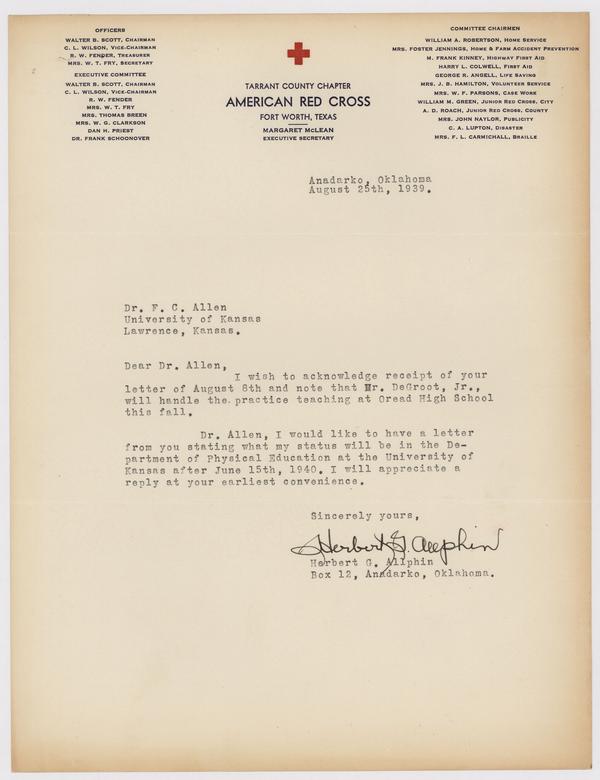 OFFICERS
WALTER B. SCOTT, CHAIRMAN
C. L. WILSON, VICE-CHAIRMAN
R. W. FENDER, TREASURER
MRS. W. T. FRY, SECRETARY
EXECUTIVE COMMITTEE
WALTER B. SCOTT, CHAIRMAN
C. L. WILSON, VICE-CHAIRMAN
R. W. FENDER
MRS. W. T. FRY
MRS. THOMAS BREEN
MRS. W. G. CLARKSON
DAN H. PRIEST
DR. FRANK SCHOONOVER
TARRANT COUNTY CHAPTER
AMERICAN RED CROSS
FORT WORTH, TEXAS
MARGARET McLEAN
EXECUTIVE SECRETARY
COMMITTEE CHAIRMEN
WILLIAM A. ROBERTSON, HOME SERVICE
MRS. FOSTER JENNINGS, HOME & FARM ACCIDENT PREVENTION
M. FRANK KINNEY, HIGHWAY FIRST AID
HARRY L. COLWELL, FIRST AID
GEORGE R. ANGELL, LIFE SAVING
MRS. J. B. HAMILTON, VOLUNTEER SERVICE
MRS. W. F. PARSONS, CASE WORK
WILLIAM M. GREEN, JUNIOR RED CROSS, CITY
A. D. ROACH, JUNIOR RED CROSS, COUNTY
MRS. JOHN NAYLOR, PUBLICITY
C. A. LUPTON, DISASTER
MRS. F. L. CARMICHALL, BRAILLE
Anadarko, Oklahoma
August 25th, 1939.
Dr. F. C. Allen
University of Kansas
Lawrence, Kansas.
Dear Dr. Allen,
I wish to acknowledge receipt of your
letter of August 8th and note that Mr. DeGroot, Jr.,
will handle the practice teaching at Oread High School
this fall.
Dr. Allen, I would like to have a letter
from you stating what my status will be in the De-
partment of Physical Education at the University of
Kansas after June 15th, 1940. I will appreciate a
reply at your earliest convenience.
Sincerely yours,
Herbert G. Allphin
Herbert G. Allphin
Box 12, Anadarko, Oklahoma.